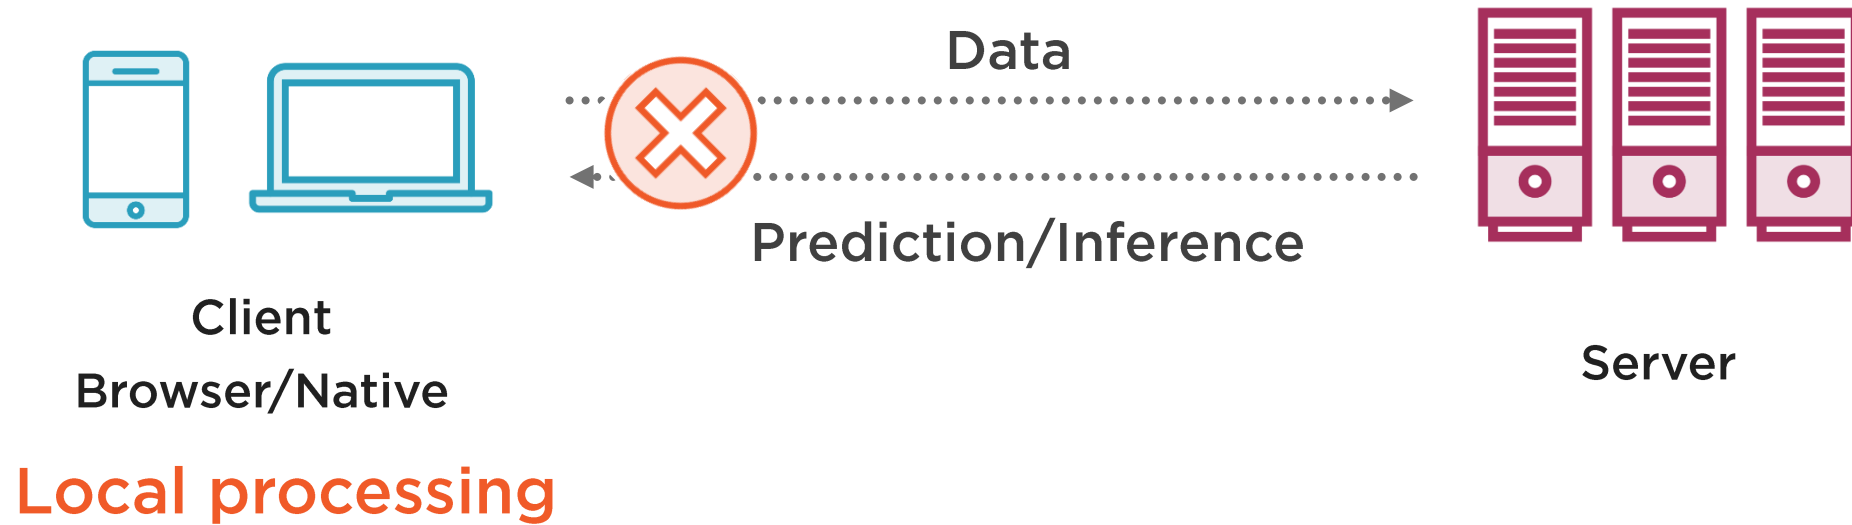 Data
Prediction/Inference
Client
Browser/Native
Server
Local processing